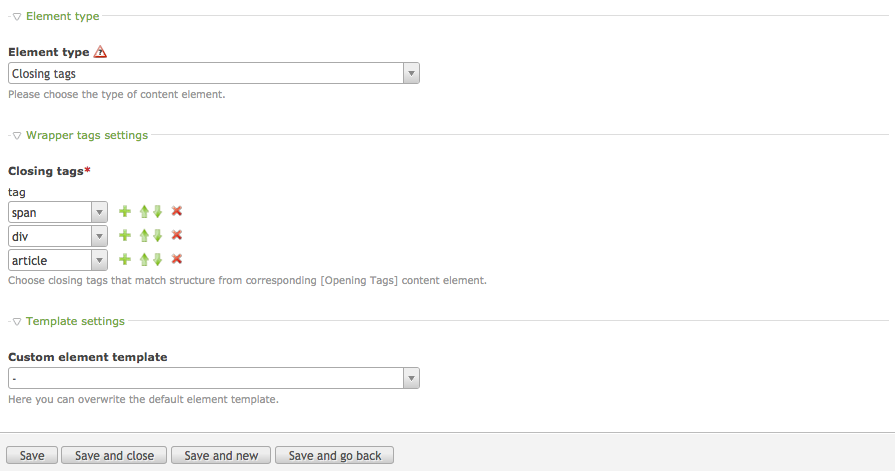 Element type
Element type
Closing tags
Please choose the type of content element.
Wrapper tags settings
Closing tags*
tag
span
div
article
Choose closing tags that match structure from corresponding [Opening Tags] content element.
Template settings
Custom element template
-
Here you can overwrite the default element template.
Save Save and close Save and new Save and go back